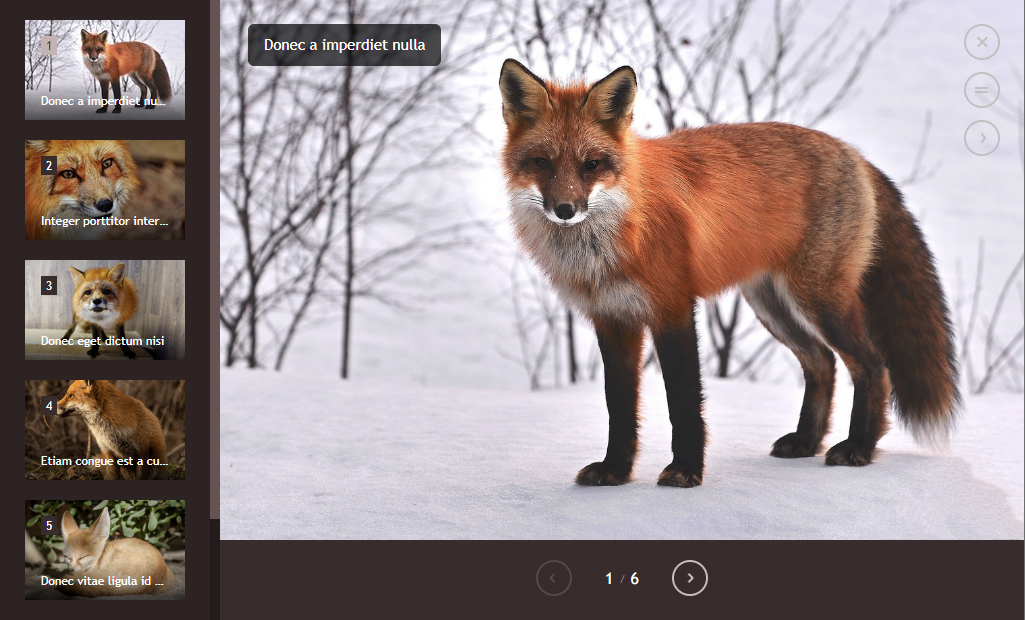 1
Donec a imperdiet nu...
2
Integer porttitor inter...
3
Donec eget dictum nisi
4
Etiam congue est a cu...
5
Donec vitae ligula id ...
Donec a imperdiet nulla
1 / 6